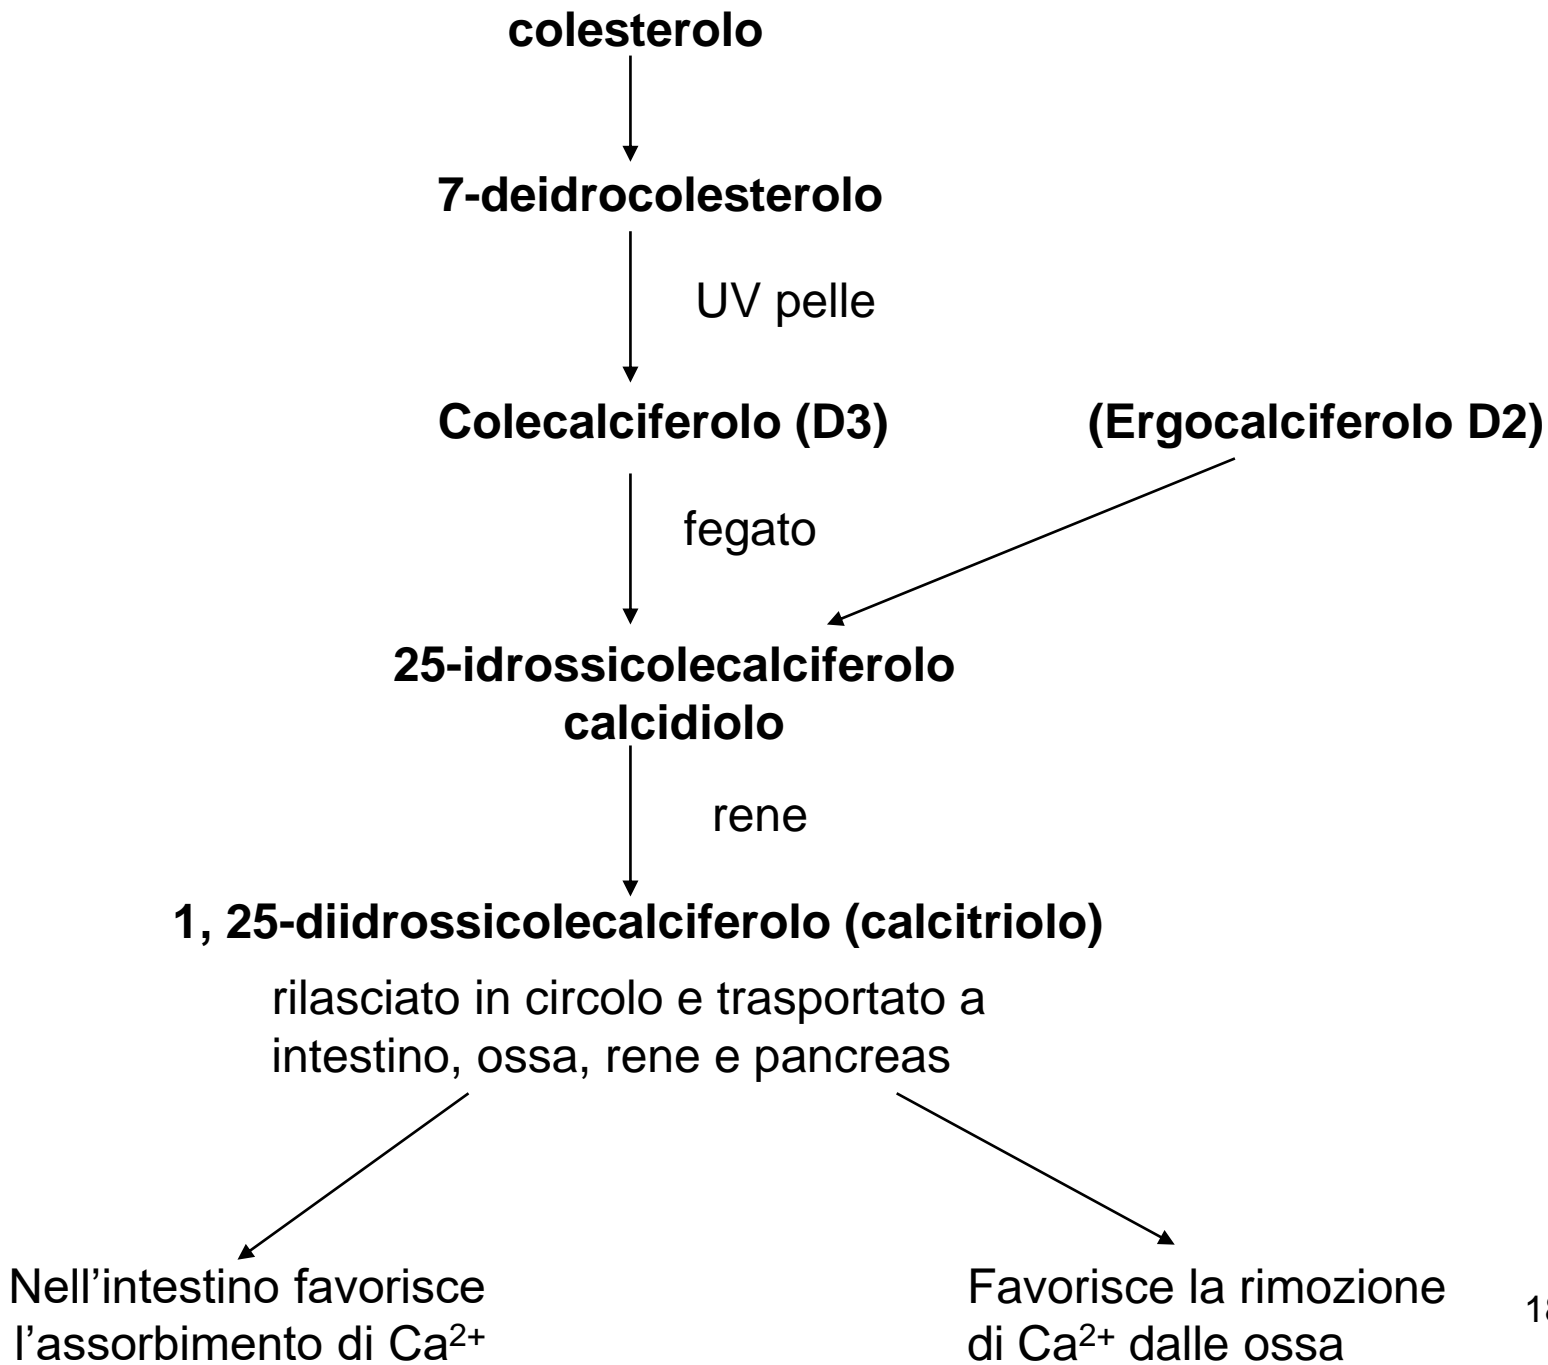 colesterolo
7-deidrocolesterolo
UV pelle
Colecalciferolo (D3)
(Ergocalciferolo D2)
fegato
25-idrossicolecalciferolo
calcidiolo
rene
1, 25-diidrossicolecalciferolo (calcitriolo)
rilasciato in circolo e trasportato a
intestino, ossa, rene e pancreas
Nell’intestino favorisce
l’assorbimento di Ca²⁺
Favorisce la rimozione
di Ca²⁺ dalle ossa